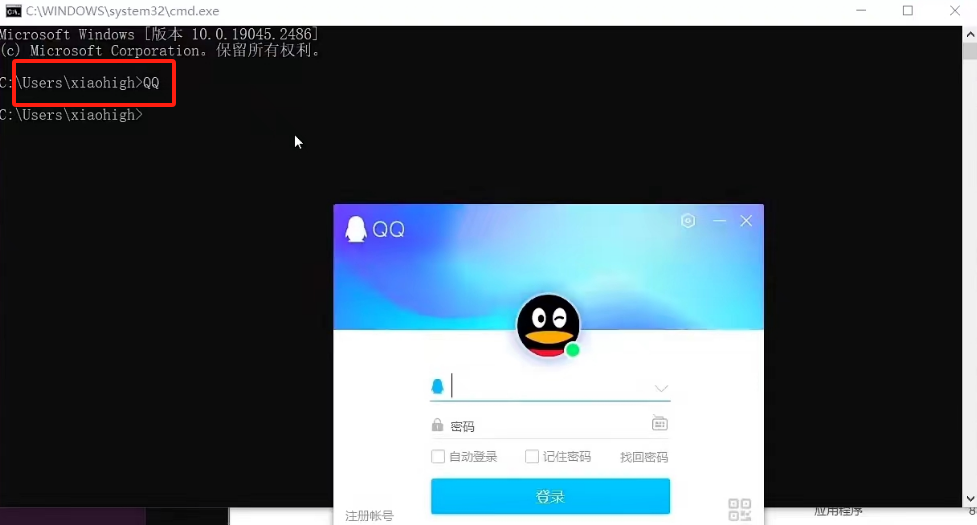 C:\WINDOWS\system32\cmd.exe
Microsoft Windows [版本 10.0.19045.2486]
(c) Microsoft Corporation。保留所有权利。
C:\Users\xiaohigh>QQ
C:\Users\xiaohigh>
QQ
密码
自动登录 记住密码 找回密码
登录
注册帐号
应用程序